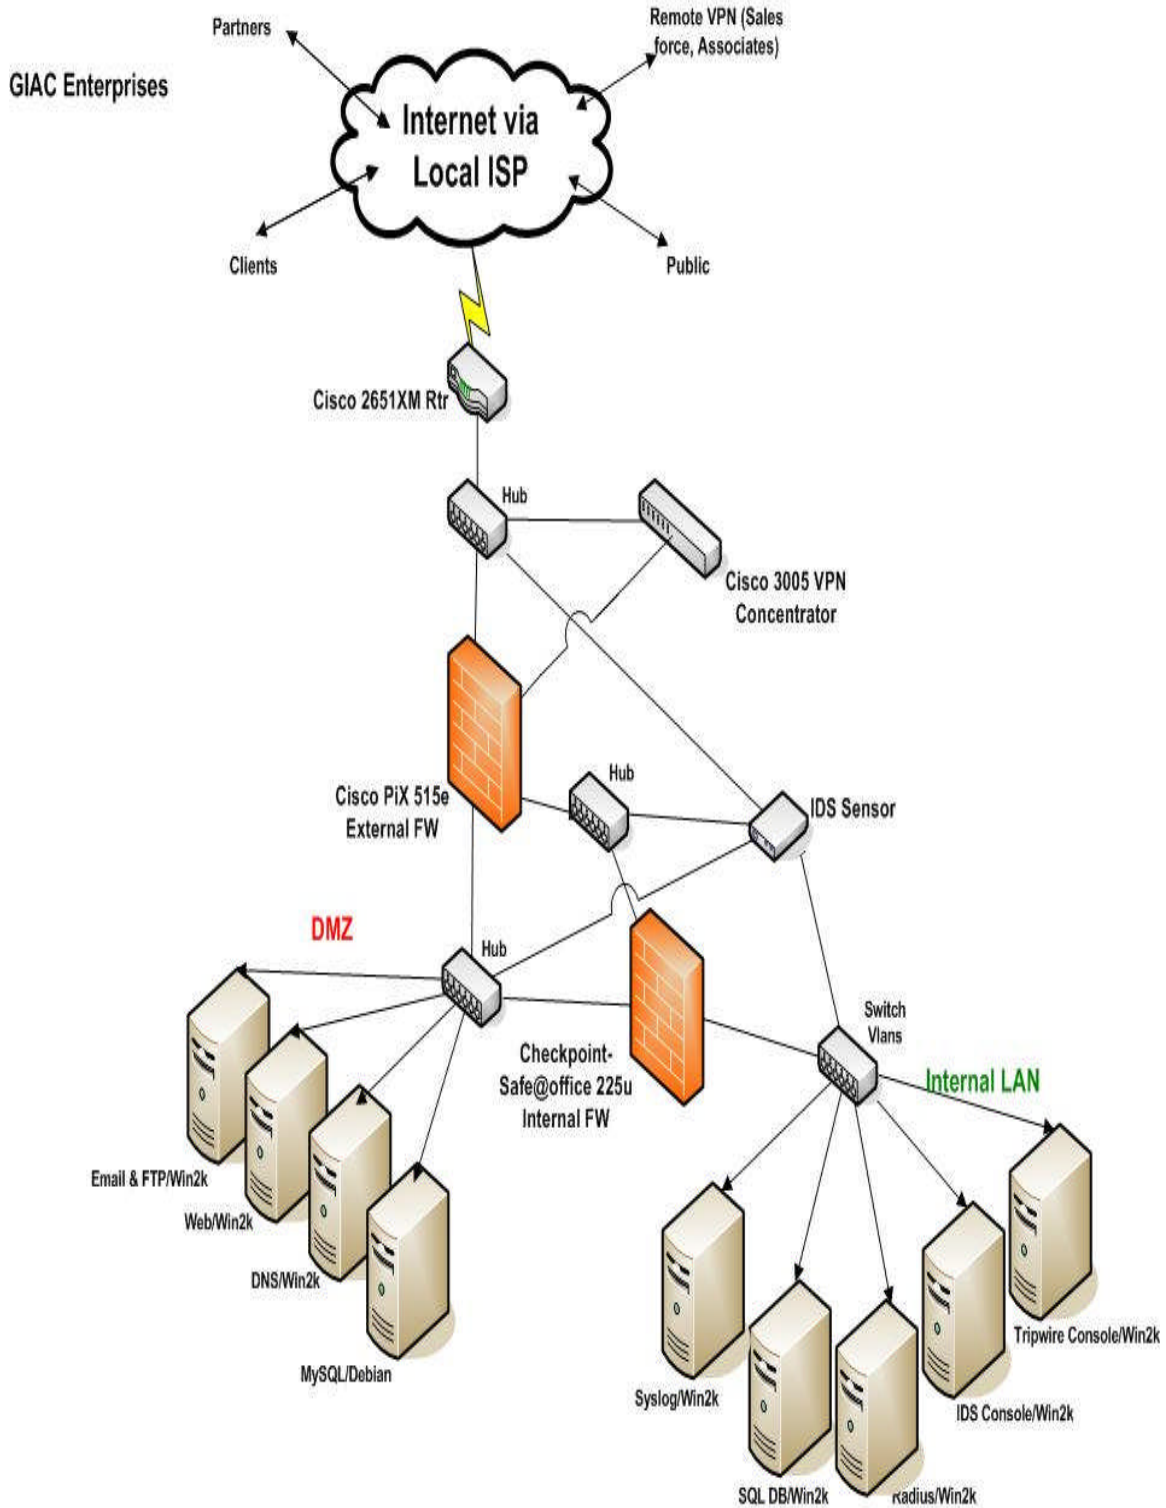 Partners
Remote VPN (Sales
force, Associates)
GIAC Enterprises
Internet via
Local ISP
Clients
Public
Cisco 2651XM Rtr
Hub
Cisco 3005 VPN
Concentrator
Hub
Cisco PiX 515e
External FW
IDS Sensor
DMZ
Hub
Switch
Vlans
Checkpoint-
Safe@office 225u
Internal FW
Internal LAN
Email & FTP/Win2k
Web/Win2k
DNS/Win2k
MySQL/Debian
Tripwire Console/Win2k
Syslog/Win2k
IDS Console/Win2k
SQL DB/Win2k
Radius/Win2k